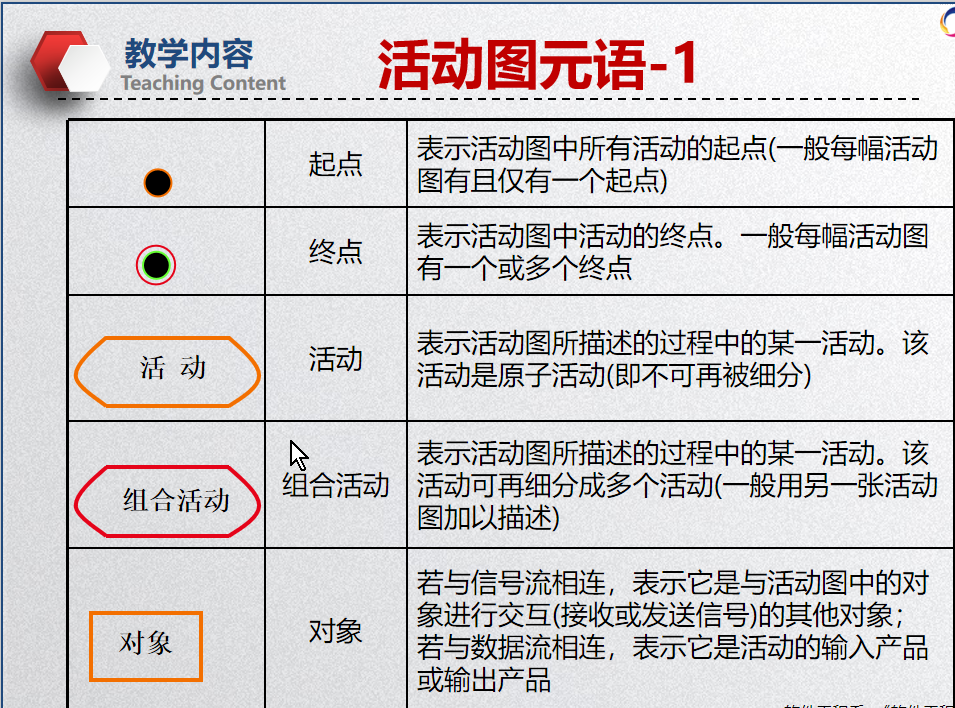 教学内容
Teaching Content
活动图元语-1
起点
表示活动图中所有活动的起点(一般每幅活动
图有且仅有一个起点)
终点
表示活动图中活动的终点。一般每幅活动图
有一个或多个终点
活 动
活动
表示活动图所描述的过程中的某一活动。该
活动是原子活动(即不可再被细分)
组合活动
组合活动
表示活动图所描述的过程中的某一活动。该
活动可再细分成多个活动(一般用另一张活动
图加以描述)
对象
对象
若与信号流相连，表示它是与活动图中的对
象进行交互(接收或发送信号)的其他对象；
若与数据流相连，表示它是活动的输入产品
或输出产品